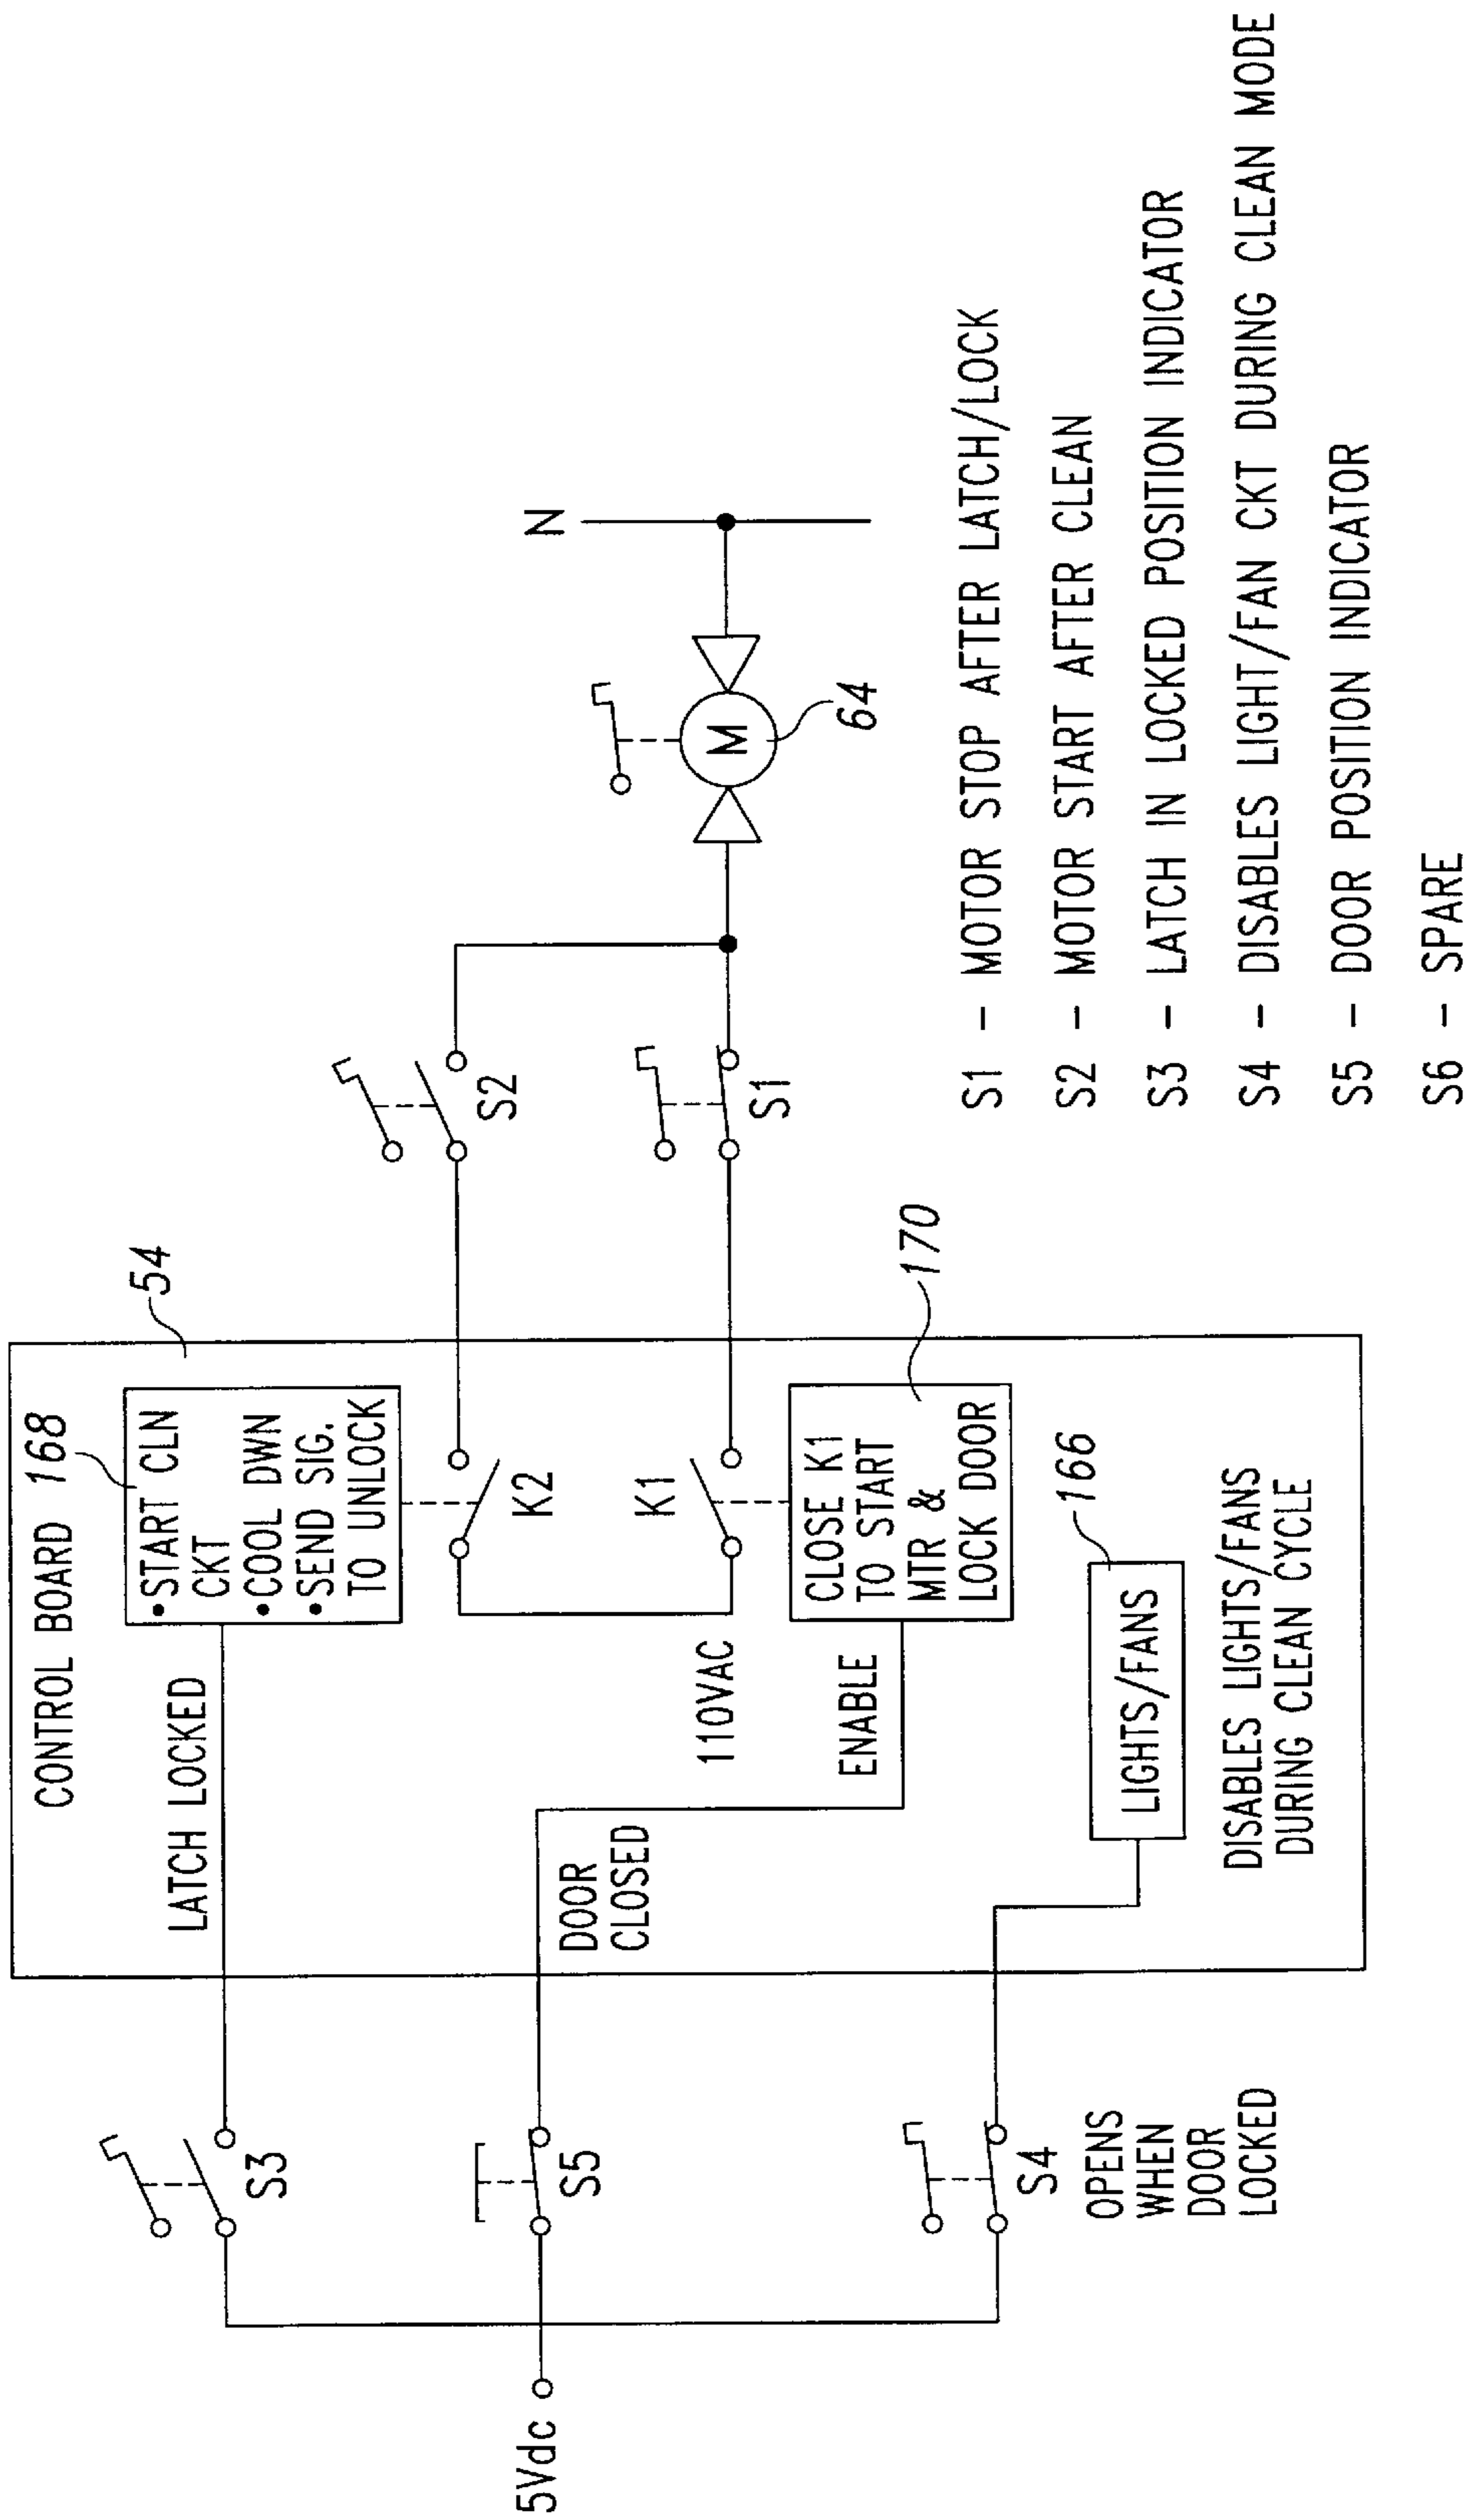 CONTROL BOARD
168
54
• START CLN
CKT
• COOL DWN
• SEND SIG.
TO UNLOCK
LATCH LOCKED
S3
K2
S2
N
110VAC
K1
S1
M
64
5Vdc
S5
DOOR
CLOSED
ENABLE
CLOSE K1
TO START
MTR &
LOCK DOOR
170
S4
OPENS
WHEN
DOOR
LOCKED
LIGHTS/FANS
166
DISABLES LIGHTS/FANS
DURING CLEAN CYCLE
S1 - MOTOR STOP AFTER LATCH/LOCK
S2 - MOTOR START AFTER CLEAN
S3 - LATCH IN LOCKED POSITION INDICATOR
S4 - DISABLES LIGHT/FAN CKT DURING CLEAN MODE
S5 - DOOR POSITION INDICATOR
S6 - SPARE